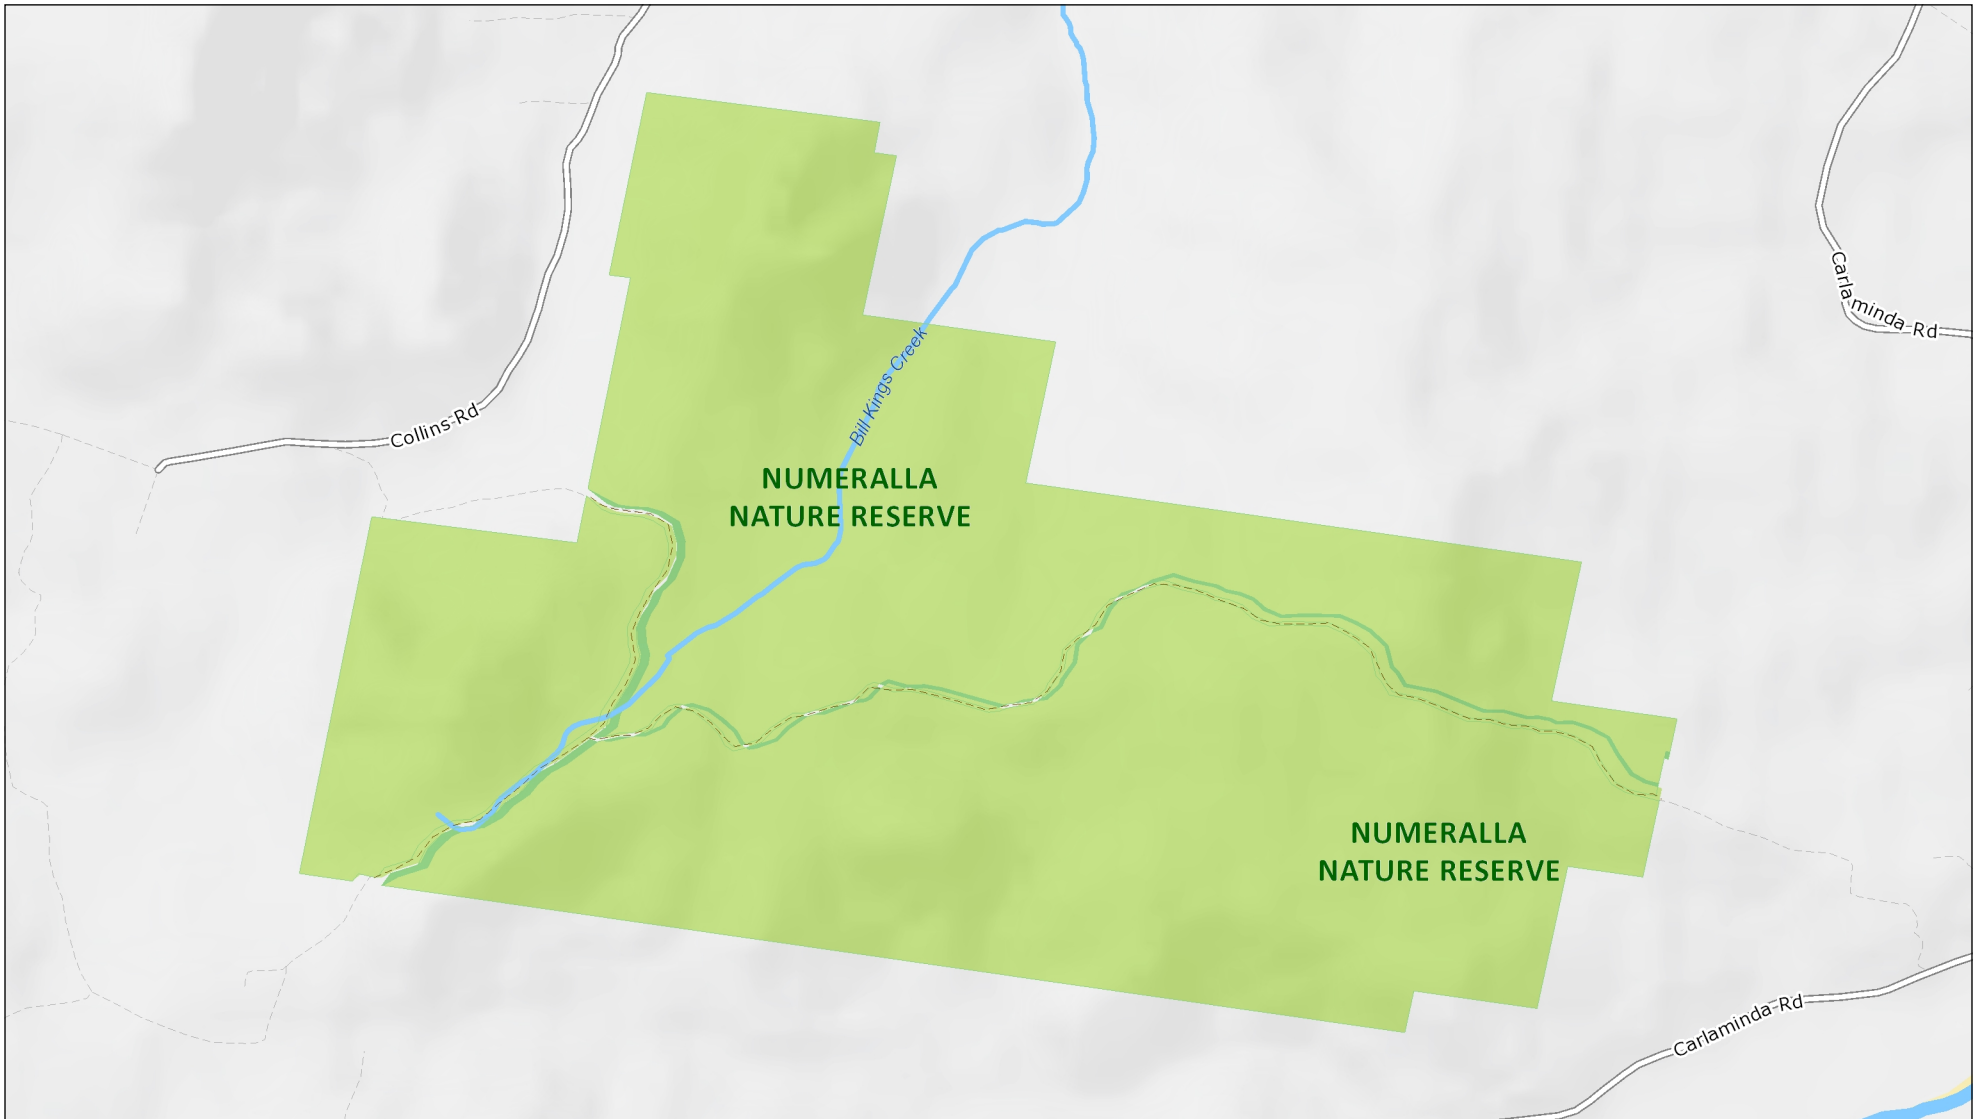 Carlaminda Rd
Bill Kings Creek
Collins Rd
NUMERALLA
NATURE RESERVE
NUMERALLA
NATURE RESERVE
Carlaminda Rd